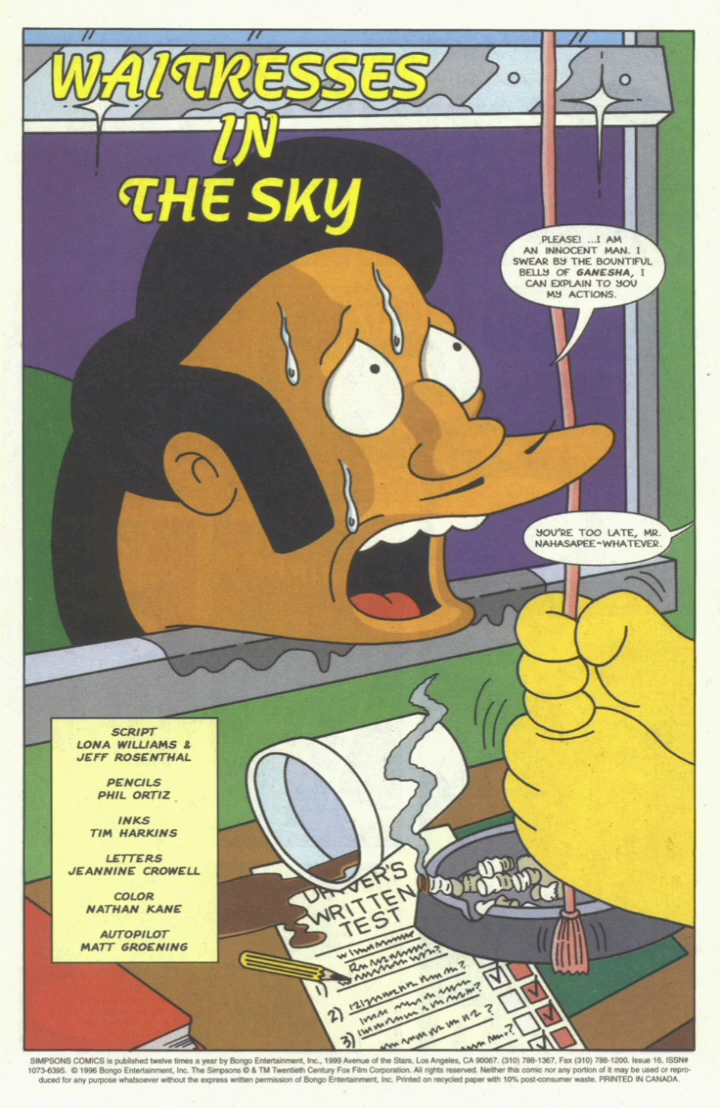 WAITRESSES
IN
THE SKY
PLEASE! ...I AM
AN INNOCENT MAN. I
SWEAR BY THE BOUNTIFUL
BELLY OF GANESHA, I
CAN EXPLAIN TO YOU
MY ACTIONS.
YOU'RE TOO LATE, MR.
NAHASAPEE-WHATEVER.
SCRIPT
LONA WILLIAMS &
JEFF ROSENTHAL
PENCILS
PHIL ORTIZ
INKS
TIM HARKINS
LETTERS
JEANNINE CROWELL
COLOR
NATHAN KANE
AUTOPILOT
MATT GROENING
DRIVER'S
WRITTEN
TEST
1)
2)
3)
SIMPSONS COMICS is published twelve times a year by Bongo Entertainment, Inc., 1999 Avenue of the Stars, Los Angeles, CA 90067. (310) 788-1367, Fax (310) 788-1200. Issue 16. ISSN#
1073-6395. © 1996 Bongo Entertainment, Inc. The Simpsons © & TM Twentieth Century Fox Film Corporation. All rights reserved. Neither this comic nor any portion of it may be used or repro-
duced for any purpose whatsoever without the express written permission of Bongo Entertainment, Inc. Printed on recycled paper with 10% post-consumer waste. PRINTED IN CANADA.